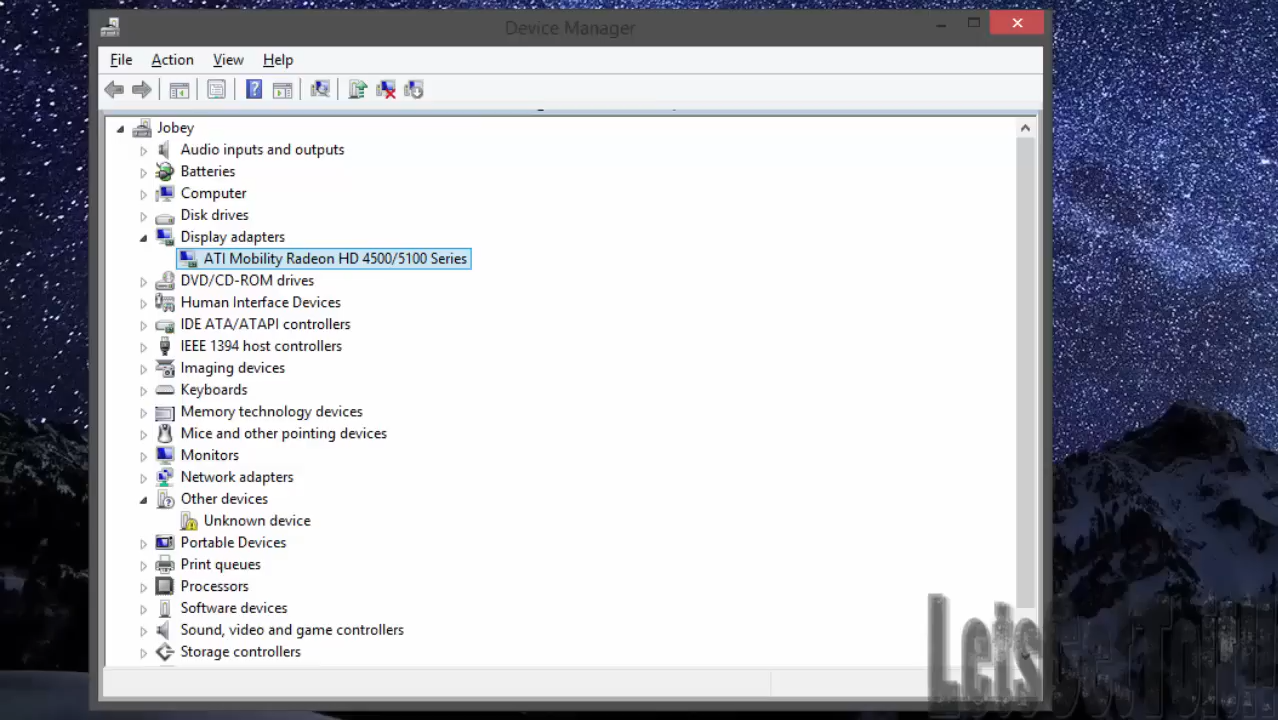 Device Manager
File Action View Help
Jobey
Audio inputs and outputs
Batteries
Computer
Disk drives
Display adapters
ATI Mobility Radeon HD 4500/5100 Series
DVD/CD-ROM drives
Human Interface Devices
IDE ATA/ATAPI controllers
IEEE 1394 host controllers
Imaging devices
Keyboards
Memory technology devices
Mice and other pointing devices
Monitors
Network adapters
Other devices
Unknown device
Portable Devices
Print queues
Processors
Software devices
Sound, video and game controllers
Storage controllers
Lets